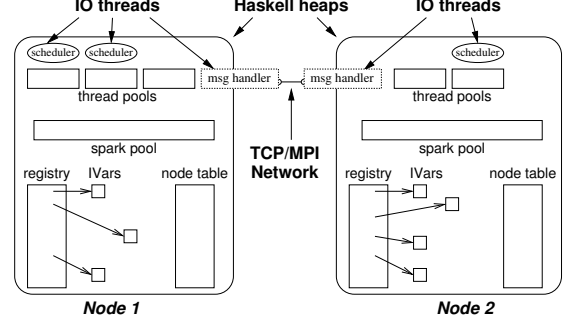 IO threads Haskell heaps IO threads
scheduler scheduler scheduler
msg handler msg handler
thread pools thread pools
spark pool spark pool
TCP/MPI
Network
registry IVars node table registry IVars node table
Node 1 Node 2